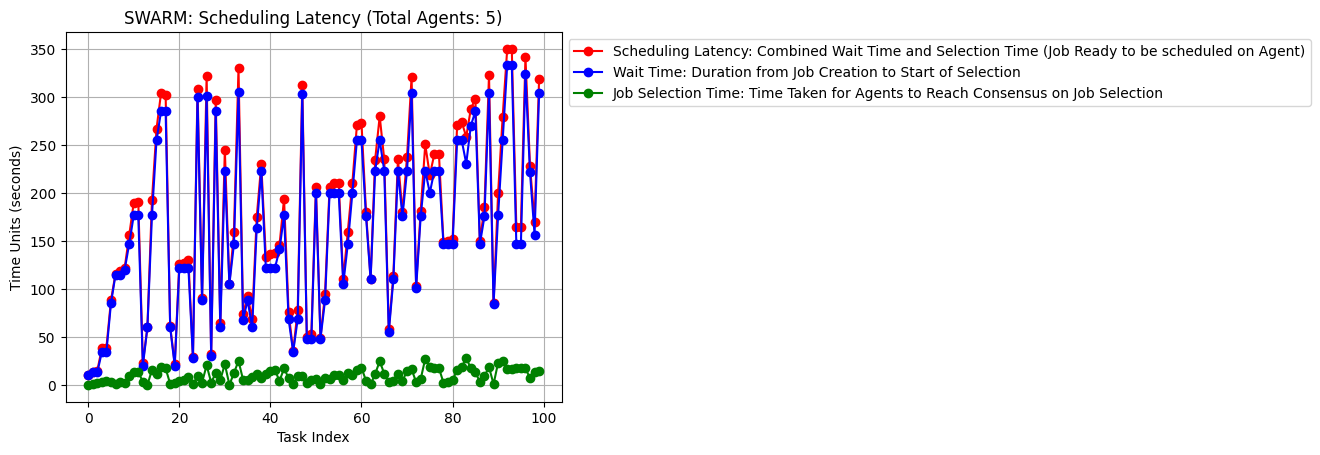 SWARM: Scheduling Latency (Total Agents: 5)
Scheduling Latency: Combined Wait Time and Selection Time (Job Ready to be scheduled on Agent)
Wait Time: Duration from Job Creation to Start of Selection
Job Selection Time: Time Taken for Agents to Reach Consensus on Job Selection
Time Units (seconds)
350
300
250
200
150
100
50
0
0 20 40 60 80 100
Task Index